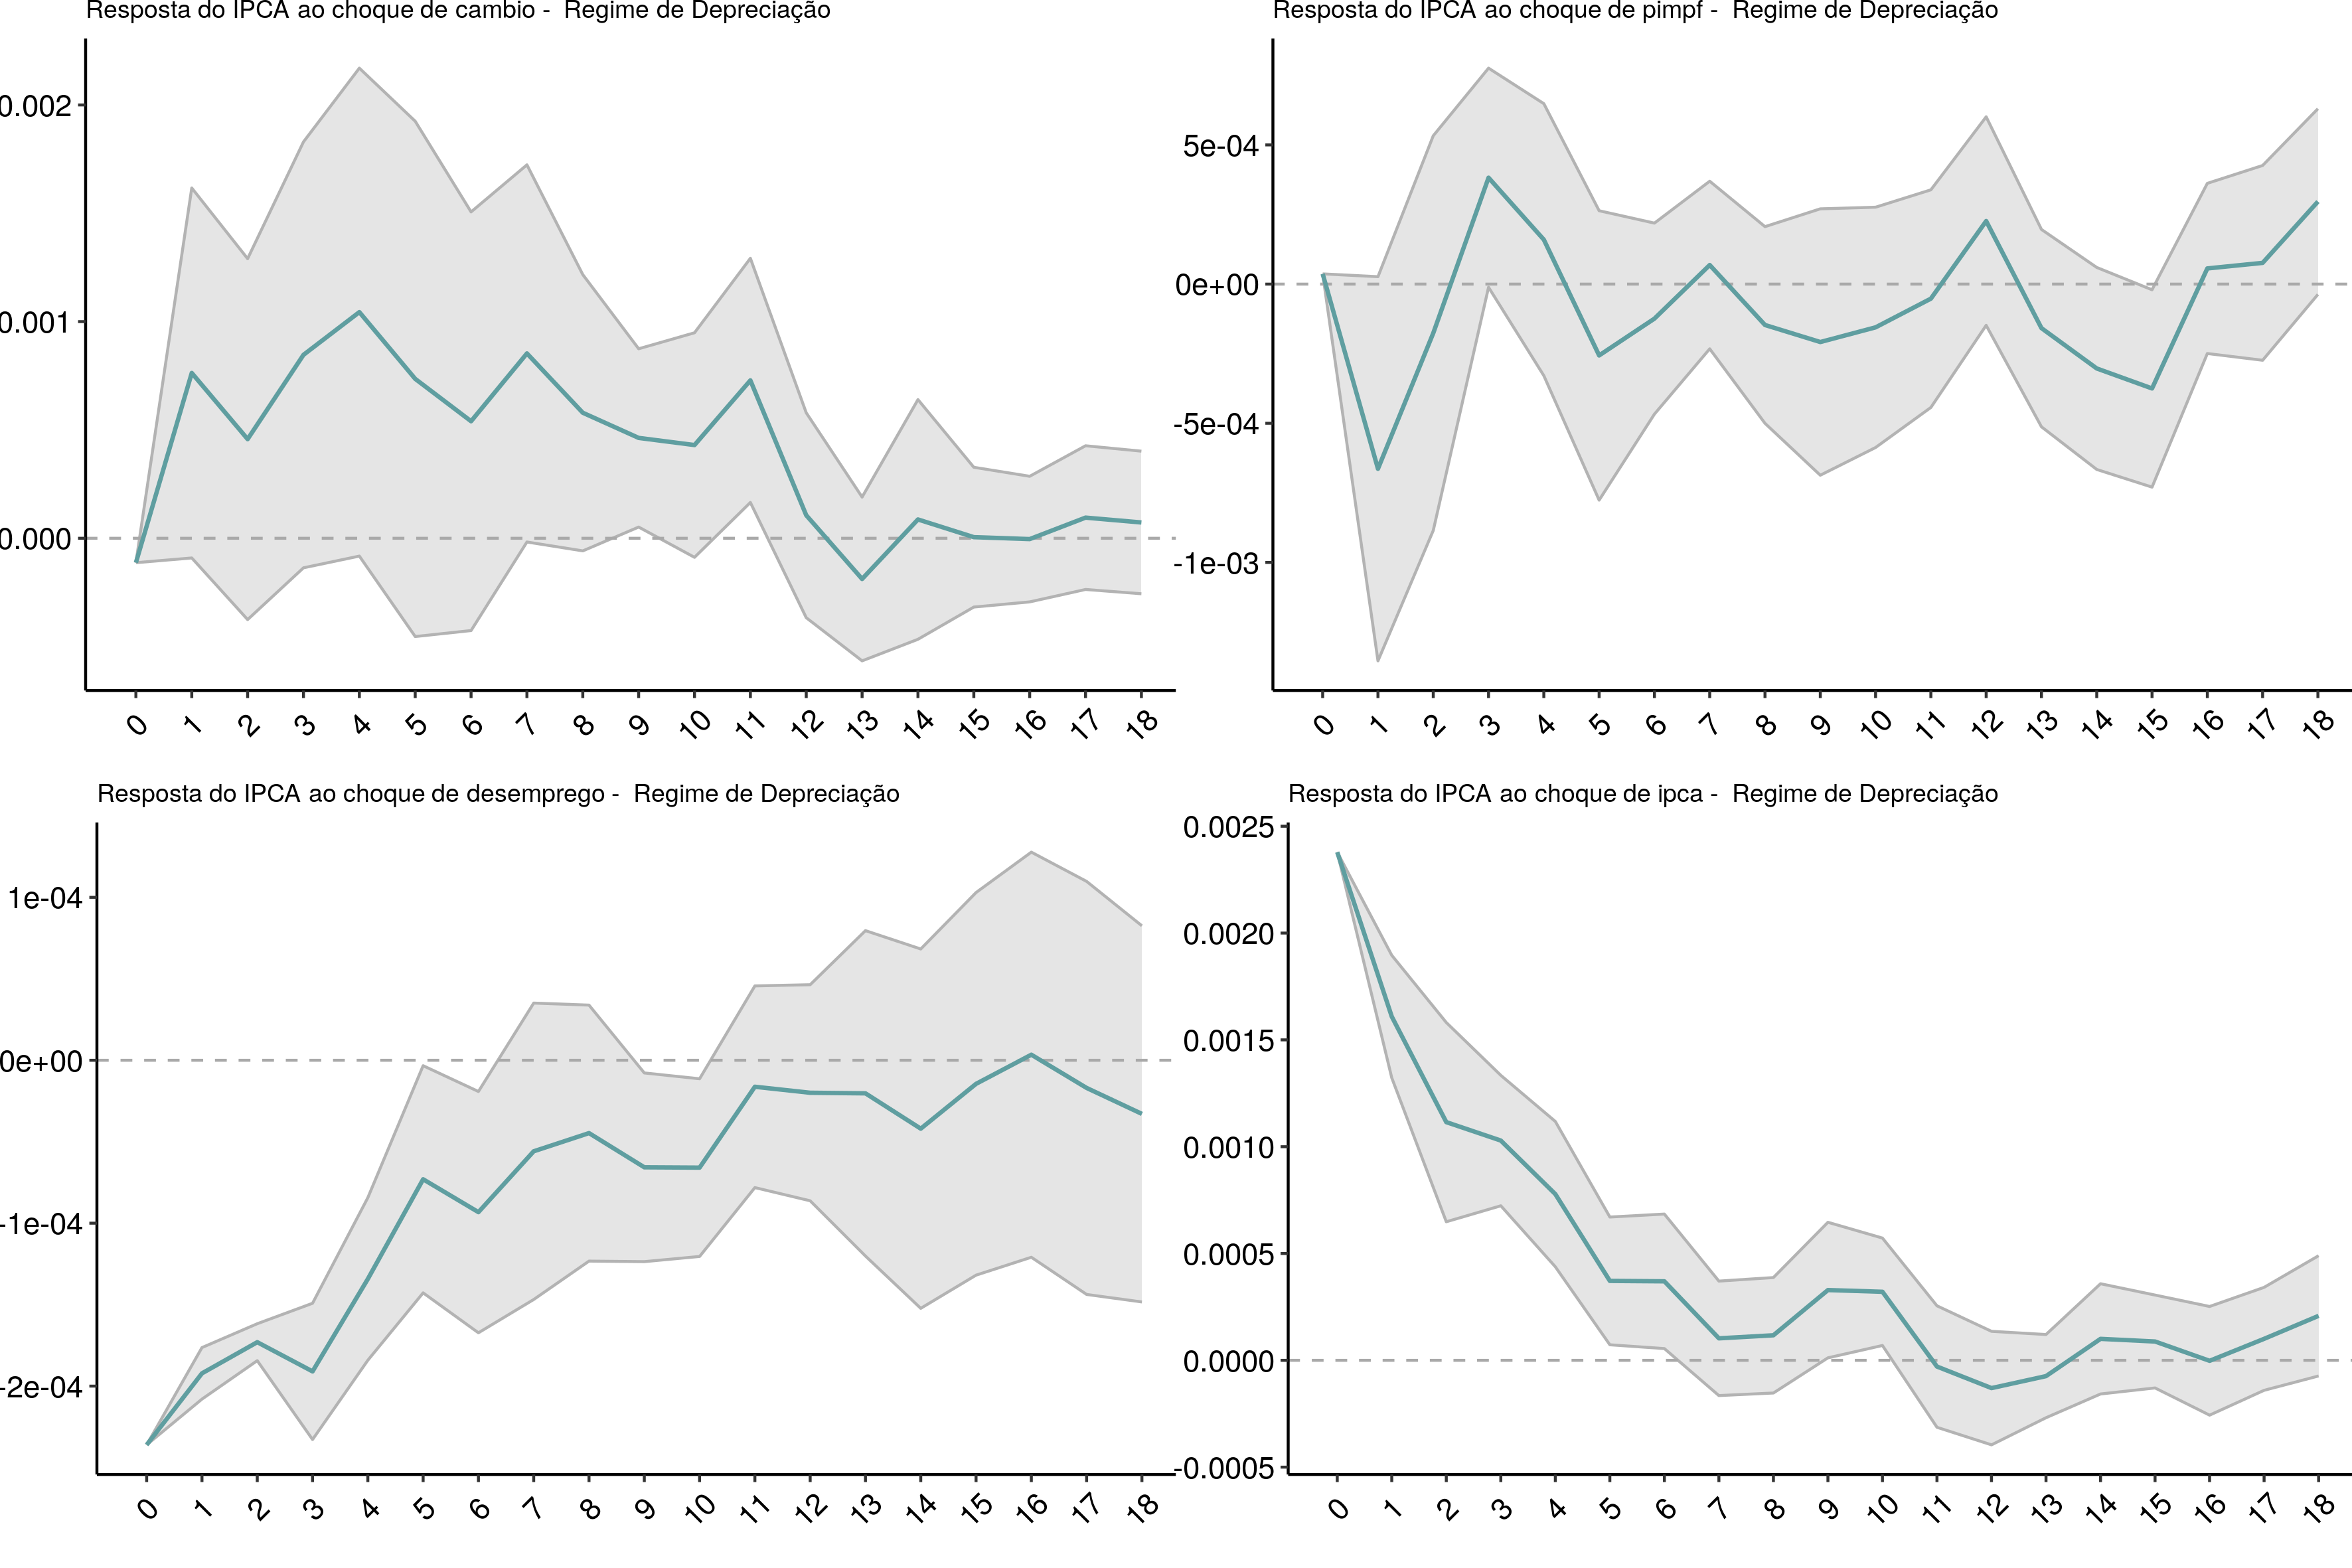 Resposta do IPCA ao choque de cambio -  Regime de Depreciação
0.002
0.001
0.000
0 1 2 3 4 5 6 7 8 9 10 11 12 13 14 15 16 17 18
Resposta do IPCA ao choque de pimpf -  Regime de Depreciação
5e-04
0e+00
-5e-04
-1e-03
0 1 2 3 4 5 6 7 8 9 10 11 12 13 14 15 16 17 18
Resposta do IPCA ao choque de desemprego -  Regime de Depreciação
1e-04
0e+00
-1e-04
-2e-04
0 1 2 3 4 5 6 7 8 9 10 11 12 13 14 15 16 17 18
Resposta do IPCA ao choque de ipca -  Regime de Depreciação
0.0025
0.0020
0.0015
0.0010
0.0005
0.0000
-0.0005
0 1 2 3 4 5 6 7 8 9 10 11 12 13 14 15 16 17 18